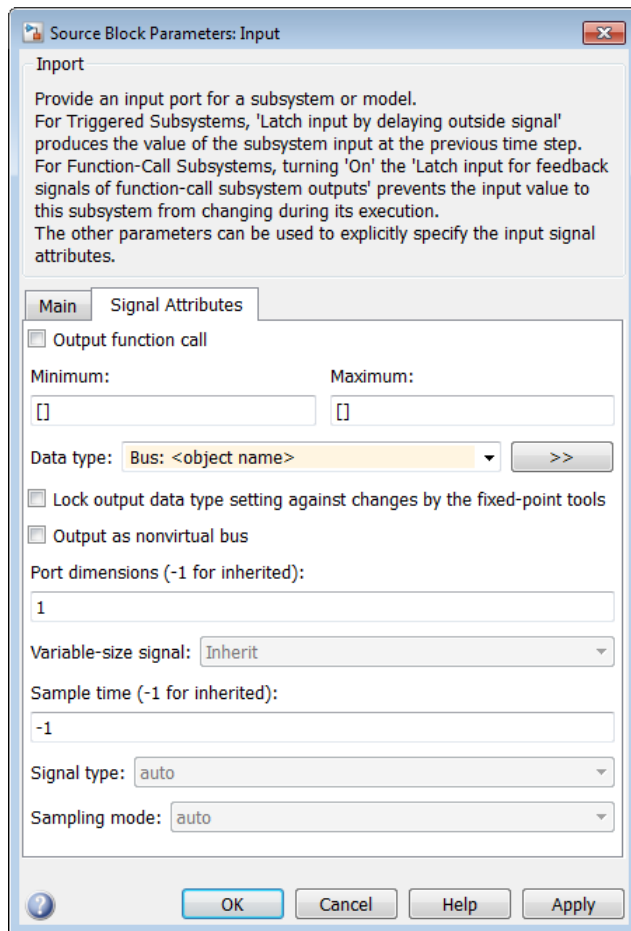 Source Block Parameters: Input
Inport
Provide an input port for a subsystem or model.
For Triggered Subsystems, 'Latch input by delaying outside signal'
produces the value of the subsystem input at the previous time step.
For Function-Call Subsystems, turning 'On' the 'Latch input for feedback
signals of function-call subsystem outputs' prevents the input value to
this subsystem from changing during its execution.
The other parameters can be used to explicitly specify the input signal
attributes.
Main Signal Attributes
Output function call
Minimum: Maximum:
[] []
Data type: Bus: <object name> >>
Lock output data type setting against changes by the fixed-point tools
Output as nonvirtual bus
Port dimensions (-1 for inherited):
1
Variable-size signal: Inherit
Sample time (-1 for inherited):
-1
Signal type: auto
Sampling mode: auto
? OK Cancel Help Apply